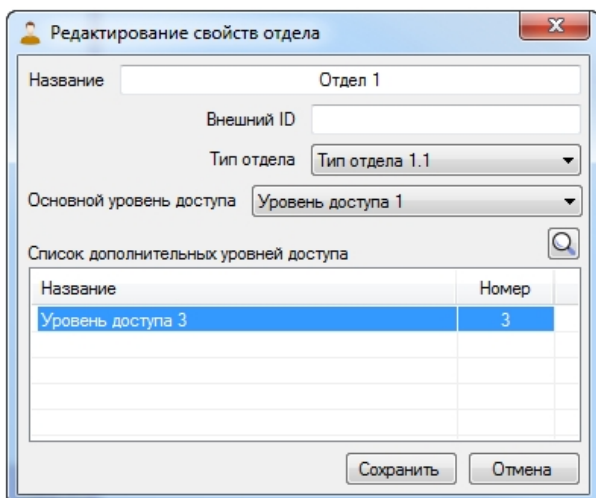 Редактирование свойств отдела
Название Отдел 1
Внешний ID
Тип отдела Тип отдела 1.1
Основной уровень доступа Уровень доступа 1
Список дополнительных уровней доступа
Название Номер
Уровень доступа 3 3
Сохранить Отмена